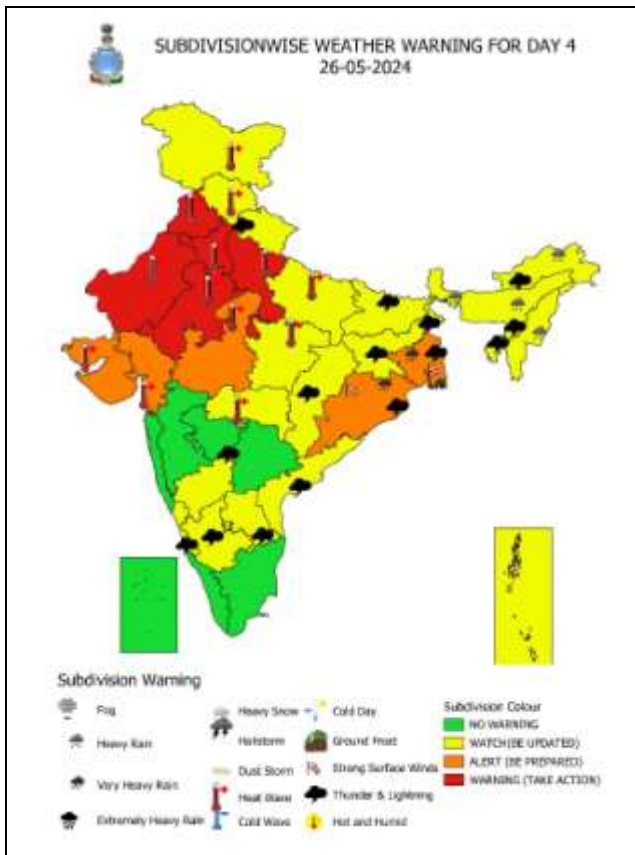 SUBDIVISIONWISE WEATHER WARNING FOR DAY 4
26-05-2024
Subdivision Warning
Fog
Heavy Rain
Very Heavy Rain
Extremely Heavy Rain
Heavy Snow
Hailstorm
Dust Storm
Heat Wave
Cold Wave
Cold Day
Ground Frost
Strong Surface Winds
Thunder & Lightning
Hot and Humid
Subdivision Colour
NO WARNING
WATCH(BE UPDATED)
ALERT (BE PREPARED)
WARNING (TAKE ACTION)